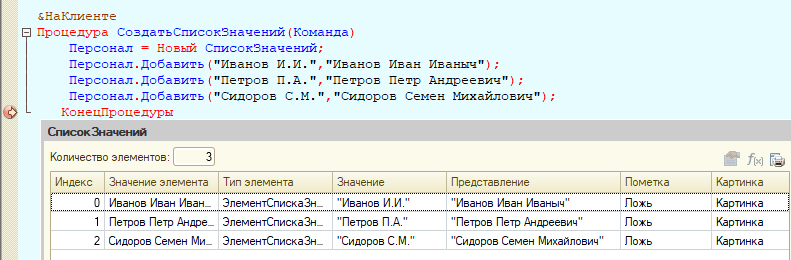 &НаКлиенте
Процедура СоздатьСписокЗначений(Команда)
Персонал = Новый СписокЗначений;
Персонал.Добавить("Иванов И.И.","Иванов Иван Иваныч");
Персонал.Добавить("Петров П.А.","Петров Петр Андреевич");
Персонал.Добавить("Сидоров С.М.","Сидоров Семен Михайлович");
КонецПроцедуры
СписокЗначений
Количество элементов: 3
Индекс Значение элемента Тип элемента Значение Представление Пометка Картинка
0 Иванов Иван Иван... ЭлементСпискаЗн... "Иванов И.И." "Иванов Иван Иваныч" Ложь Картинка
1 Петров Петр Андре... ЭлементСпискаЗн... "Петров П.А." "Петров Петр Андреевич" Ложь Картинка
2 Сидоров Семен Ми... ЭлементСпискаЗн... "Сидоров С.М." "Сидоров Семен Михайлович" Ложь Картинка